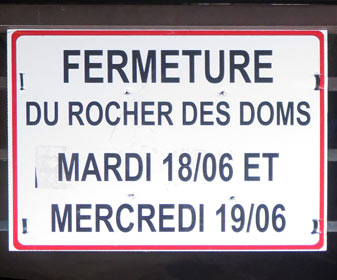 FERMETURE
DU ROCHER DES DOMS
MARDI 18/06 ET
MERCREDI 19/06